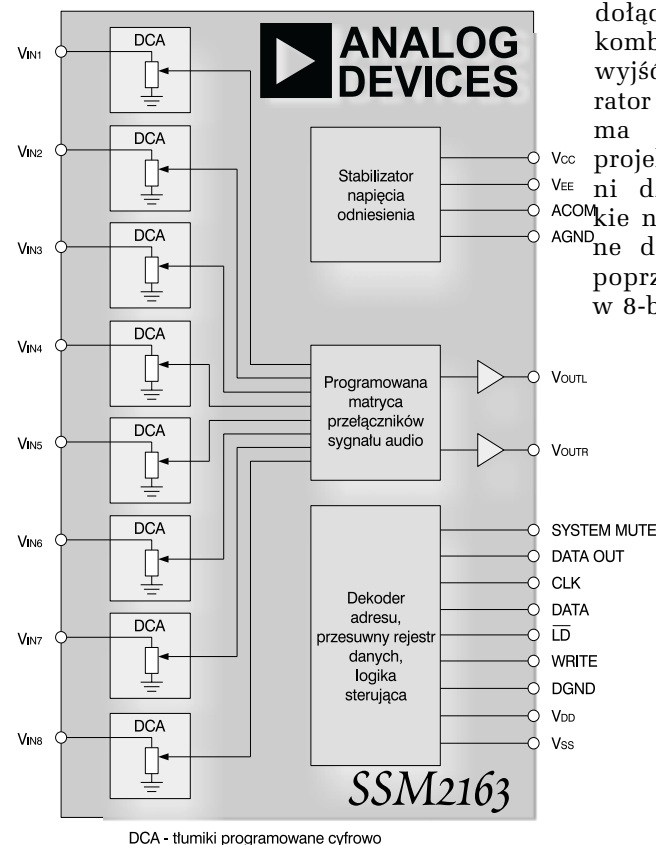 VIN1
DCA
ANALOG
DEVICES
VIN2
DCA
VIN3
DCA
VIN4
DCA
VIN5
DCA
VIN6
DCA
VIN7
DCA
VIN8
DCA
Stabilizator
napięcia
odniesienia
VCC
VEE
ACOM
AGND
Programowana
matryca
przełączników
sygnału audio
VOUTL
VOUTR
Dekoder
adresu,
przesuwny rejestr
danych,
logika
sterująca
SYSTEM MUTE
DATA OUT
CLK
DATA
L̅D̅
WRITE
DGND
VDD
VSS
SSM2163
DCA - tłumiki programowane cyfrowo
dołąc
komb
wyjść
rator
ma
proje
ni d
kie n
ne d
poprz
w 8-b